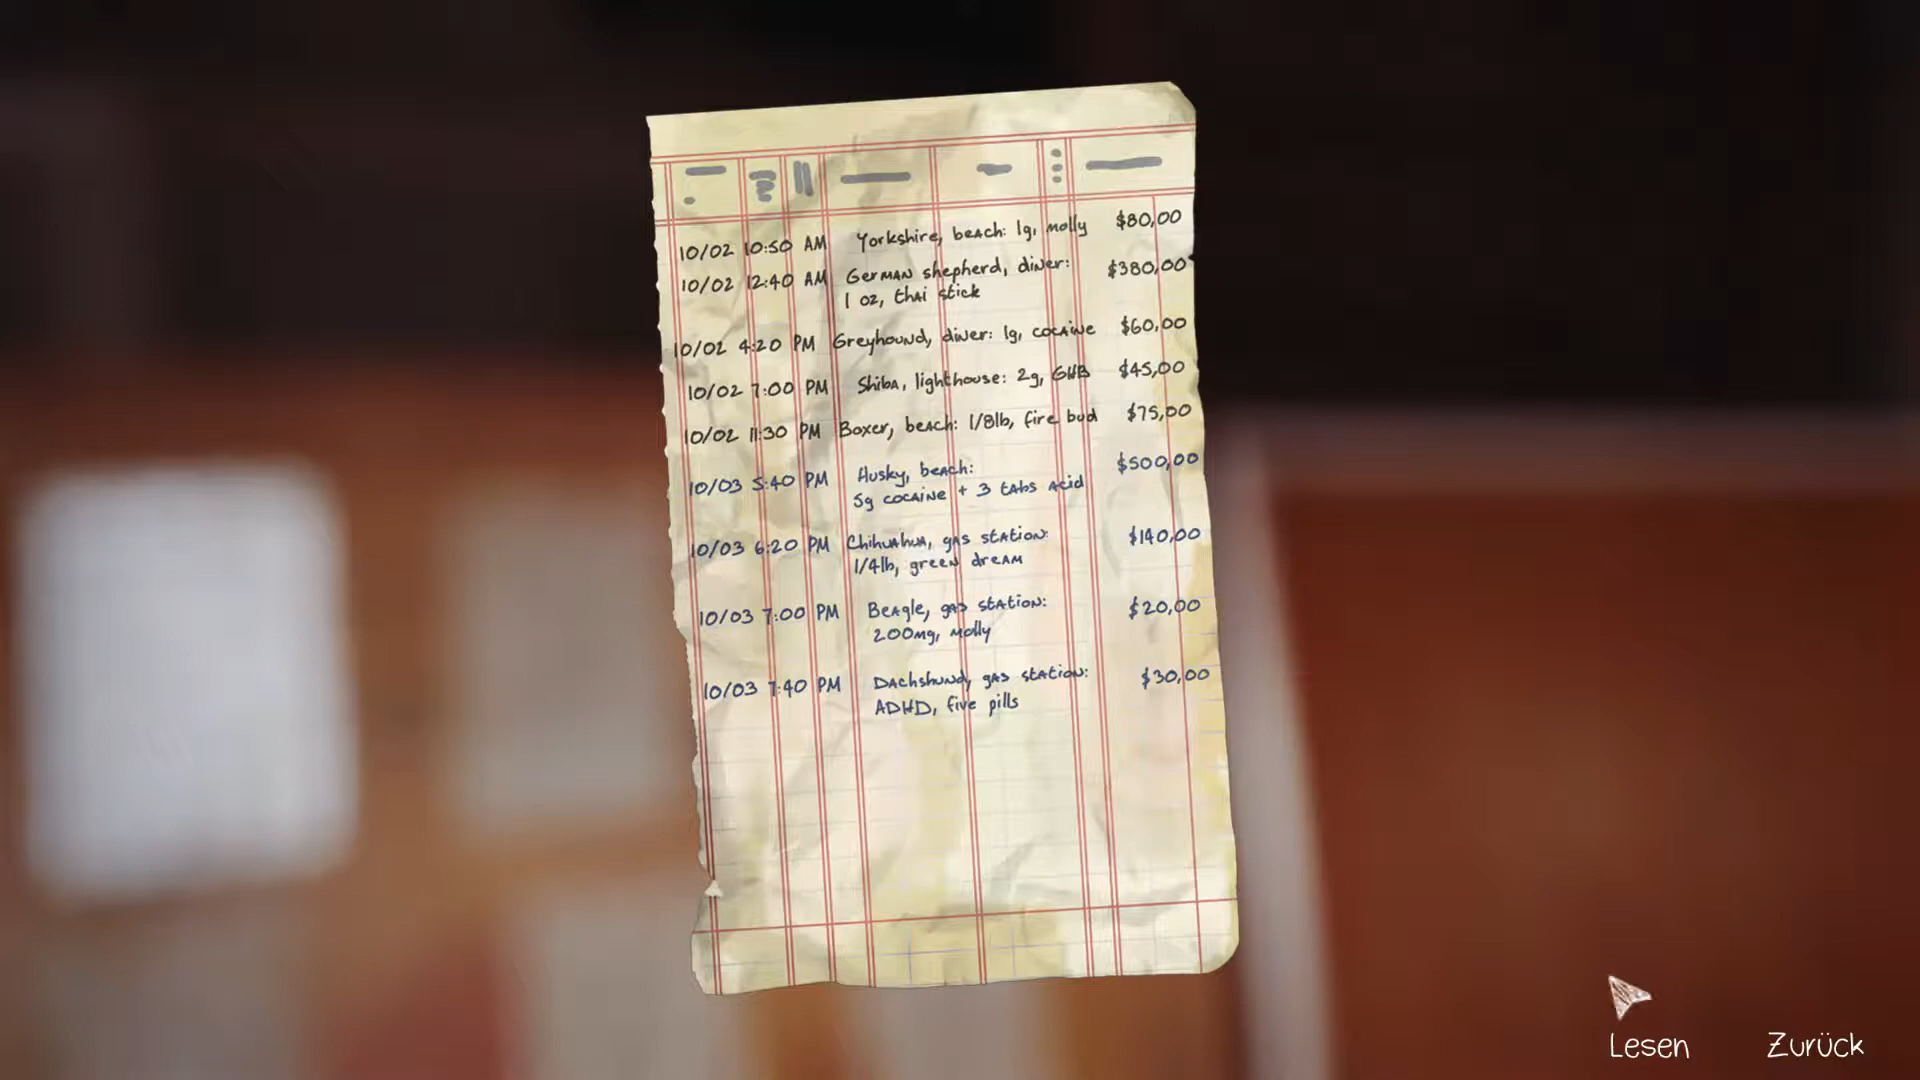 10/02 10:50 AM Yorkshire, beach: 1g, molly $80,00
10/02 12:40 AM German shepherd, diner: $380,00
1 oz, thai stick
10/02 4:20 PM Greyhound, diner: 1g, cocaine $60,00
10/02 7:00 PM Shiba, lighthouse: 2g, GHB $45,00
10/02 11:30 PM Boxer, beach: 1/8lb, fire bud $75,00
10/03 5:40 PM Husky, beach: $500,00
5g cocaine + 3 tabs acid
10/03 6:20 PM Chihuahua, gas station: $140,00
1/4lb, green dream
10/03 7:00 PM Beagle, gas station: $20,00
200mg, molly
10/03 7:40 PM Dachshund, gas station: $30,00
ADHD, five pills
Lesen Zurück